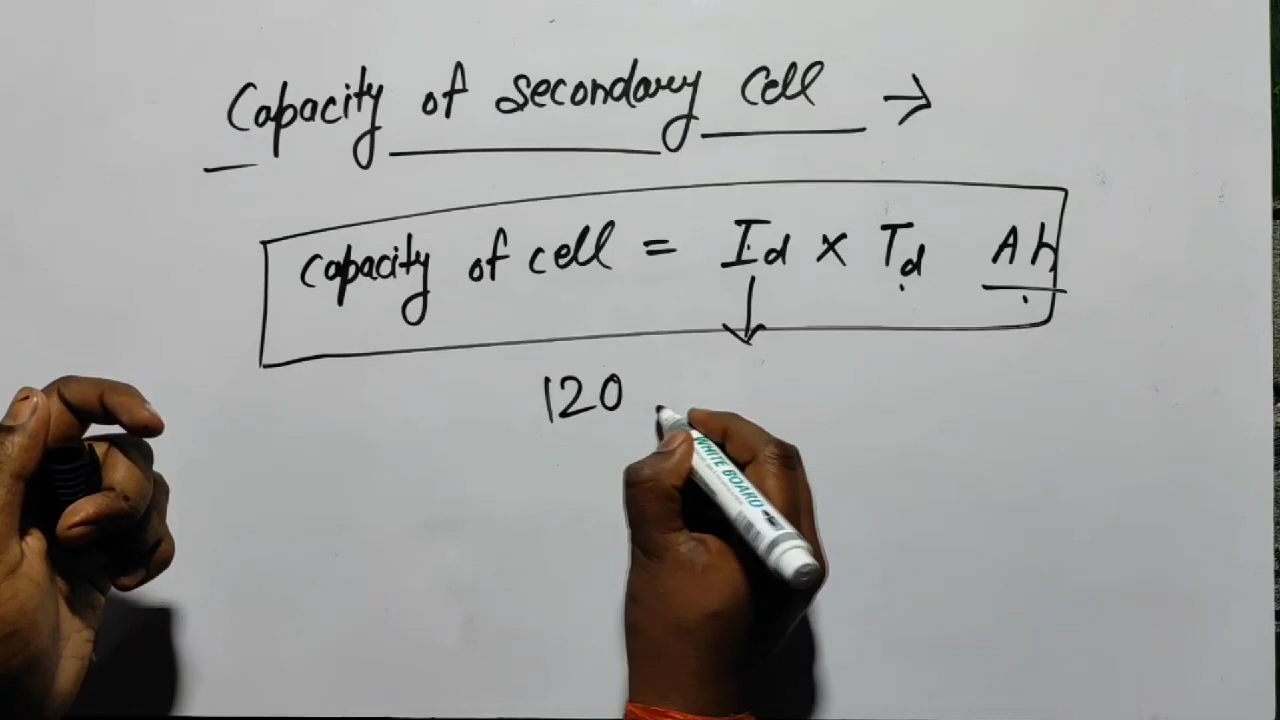 Capacity of secondary Cell →
Capacity of cell = Id × Td Ah
120
WHITE BOARD